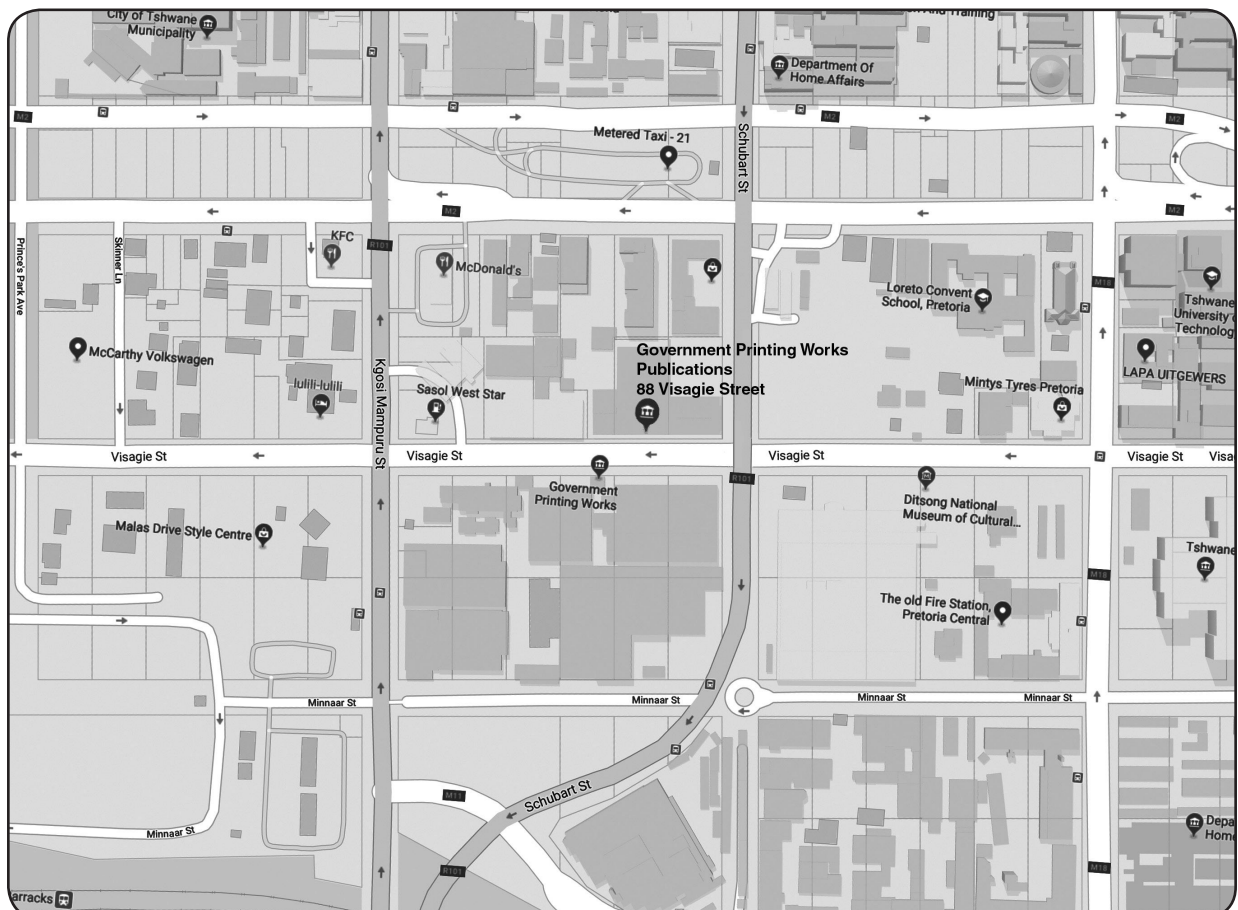 City of Tshwane
Municipality
And Training
Department Of
Home Affairs
M2
M2
M2
Metered Taxi - 21
Schubart St
M2
M2
Prince's Park Ave
Skinner Ln
KFC
R101
McDonald's
Loreto Convent
School, Pretoria
M18
Tshwane
University
Technolog
McCarthy Volkswagen
Government Printing Works
Publications
88 Visagie Street
LAPA UITGEWERS
lulili-lulili
Kgosi Mampuru St
Sasol West Star
Mintys Tyres Pretoria
Visagie St
Visagie St
Visagie St
Visagie St
Visa
Government
Printing Works
R101
Ditsong National
Museum of Cultural...
Malas Drive Style Centre
Tshwane
M18
The old Fire Station,
Pretoria Central
Minnaar St
Minnaar St
Minnaar St
Minnaar St
M11
Schubart St
Minnaar St
Depa
Home
R101
M18
arracks